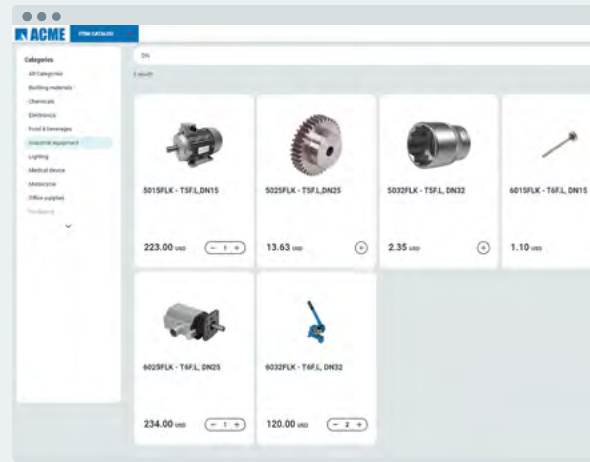 ACME
ITEM CATALOG
Categories
All Categories
Building materials
Chemicals
Electronics
Food & beverages
Industrial equipment
Lighting
Medical device
Motorcycle
Office supplies
DN
5015FLK - T5F.L,DN15
5025FLK - T5F.L,DN25
5032FLK - T5F.L, DN32
6015FLK - T6F.L, DN15
223.00 USD
- 1 +
13.63 USD
+
2.35 USD
+
1.10 USD
6025FLK - T6F.L, DN25
6032FLK - T6F.L, DN32
234.00 USD
- 1 +
120.00 USD
- 2 +